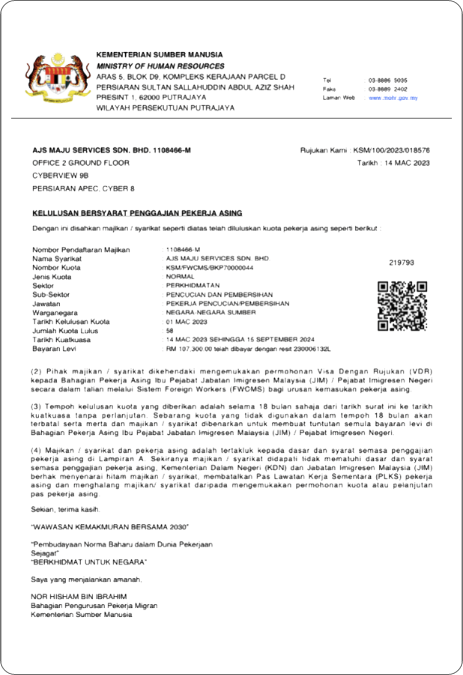 KEMENTERIAN SUMBER MANUSIA
MINISTRY OF HUMAN RESOURCES
ARAS 5, BLOK D9, KOMPLEKS KERAJAAN PARCEL D
PERSIARAN SULTAN SALLAHUDDIN ABDUL AZIZ SHAH
PRESINT 1, 62000 PUTRAJAYA
WILAYAH PERSEKUTUAN PUTRAJAYA
Tel 03-8886 5095
Faks 03-8889 2402
Laman Web www.mohr.gov.my
AJS MAJU SERVICES SDN. BHD. 1108466-M Rujukan Kami : KSM/100/2023/018576
OFFICE 2 GROUND FLOOR Tarikh : 14 MAC 2023
CYBERVIEW 9B
PERSIARAN APEC, CYBER 8
KELULUSAN BERSYARAT PENGGAJIAN PEKERJA ASING
Dengan ini disahkan majikan / syarikat seperti diatas telah diluluskan kuota pekerja asing seperti berikut
Nombor Pendaftaran Majikan : 1108466-M
Nama Syarikat : AJS MAJU SERVICES SDN. BHD
Nombor Kuota : KSM/FWCMS/BKP70000044
Jenis Kuota : NORMAL
Sektor : PERKHIDMATAN
Sub-Sektor : PENCUCIAN DAN PEMBERSIHAN
Jawatan : PEKERJA PENCUCIAN/PEMBERSIHAN
Warganegara : NEGARA-NEGARA SUMBER
Tarikh Kelulusan Kuota : 01 MAC 2023
Jumlah Kuota Lulus : 58
Tarikh Kuatkuasa : 14 MAC 2023 SEHINGGA 15 SEPTEMBER 2024
Bayaran Levi : RM 107,300.00 telah dibayar dengan resit 230006132L
219793
(2) Pihak majikan / syarikat dikehendaki mengemukakan permohonan Visa Dengan Rujukan (VDR)
kepada Bahagian Pekerja Asing Ibu Pejabat Jabatan Imigresen Malaysia (JIM) / Pejabat Imigresen Negeri
secara dalam talian melalui Sistem Foreign Workers (FWCMS) bagi urusan kemasukan pekerja asing.
(3) Tempoh kelulusan kuota yang diberikan adalah selama 18 bulan sahaja dari tarikh surat ini ke tarikh
kuatkuasa tanpa perlanjutan. Sebarang kuota yang tidak digunakan dalam tempoh 18 bulan akan
terbatal serta merta dan majikan / syarikat dibenarkan untuk membuat tuntutan semula bayaran levi di
Bahagian Pekerja Asing Ibu Pejabat Jabatan Imigresen Malaysia (JIM) / Pejabat Imigresen Negeri.
(4) Majikan / syarikat dan pekerja asing adalah tertakluk kepada dasar dan syarat semasa penggajian
pekerja asing di Lampiran A. Sekiranya majikan / syarikat didapati tidak mematuhi dasar dan syarat
semasa penggajian pekerja asing, Kementerian Dalam Negeri (KDN) dan Jabatan Imigresen Malaysia (JIM)
berhak menyenarai hitam majikan / syarikat, membatalkan Pas Lawatan Kerja Sementara (PLKS) pekerja
asing dan menghalang majikan/ syarikat daripada mengemukakan permohonan kuota atau pelanjutan
pas pekerja asing.
Sekian, terima kasih.
"WAWASAN KEMAKMURAN BERSAMA 2030"
"Pembudayaan Norma Baharu dalam Dunia Pekerjaan
Sejagat"
"BERKHIDMAT UNTUK NEGARA"
Saya yang menjalankan amanah,
NOR HISHAM BIN IBRAHIM
Bahagian Pengurusan Pekerja Migran
Kementerian Sumber Manusia